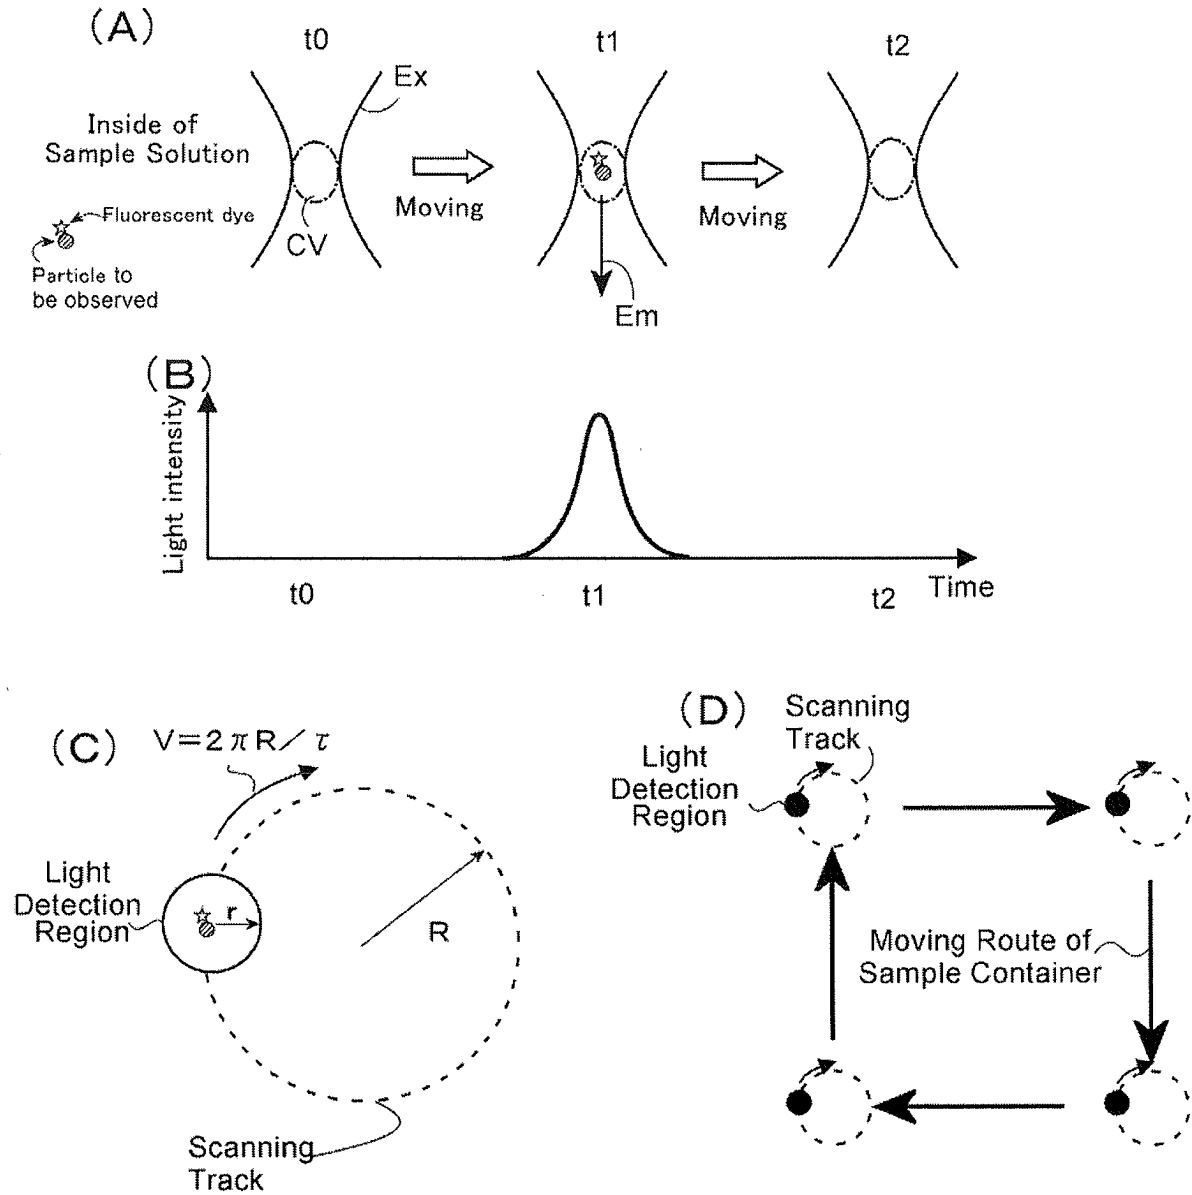 (A)
t0
t1
t2
Ex
Inside of
Sample Solution
Moving
Moving
Fluorescent dye
CV
Particle to
be observed
Em
(B)
Light intensity
t0
t1
t2
Time
(C)
V=2πR/τ
Light
Detection
Region
r
R
Scanning
Track
(D)
Scanning
Track
Light
Detection
Region
Moving Route of
Sample Container